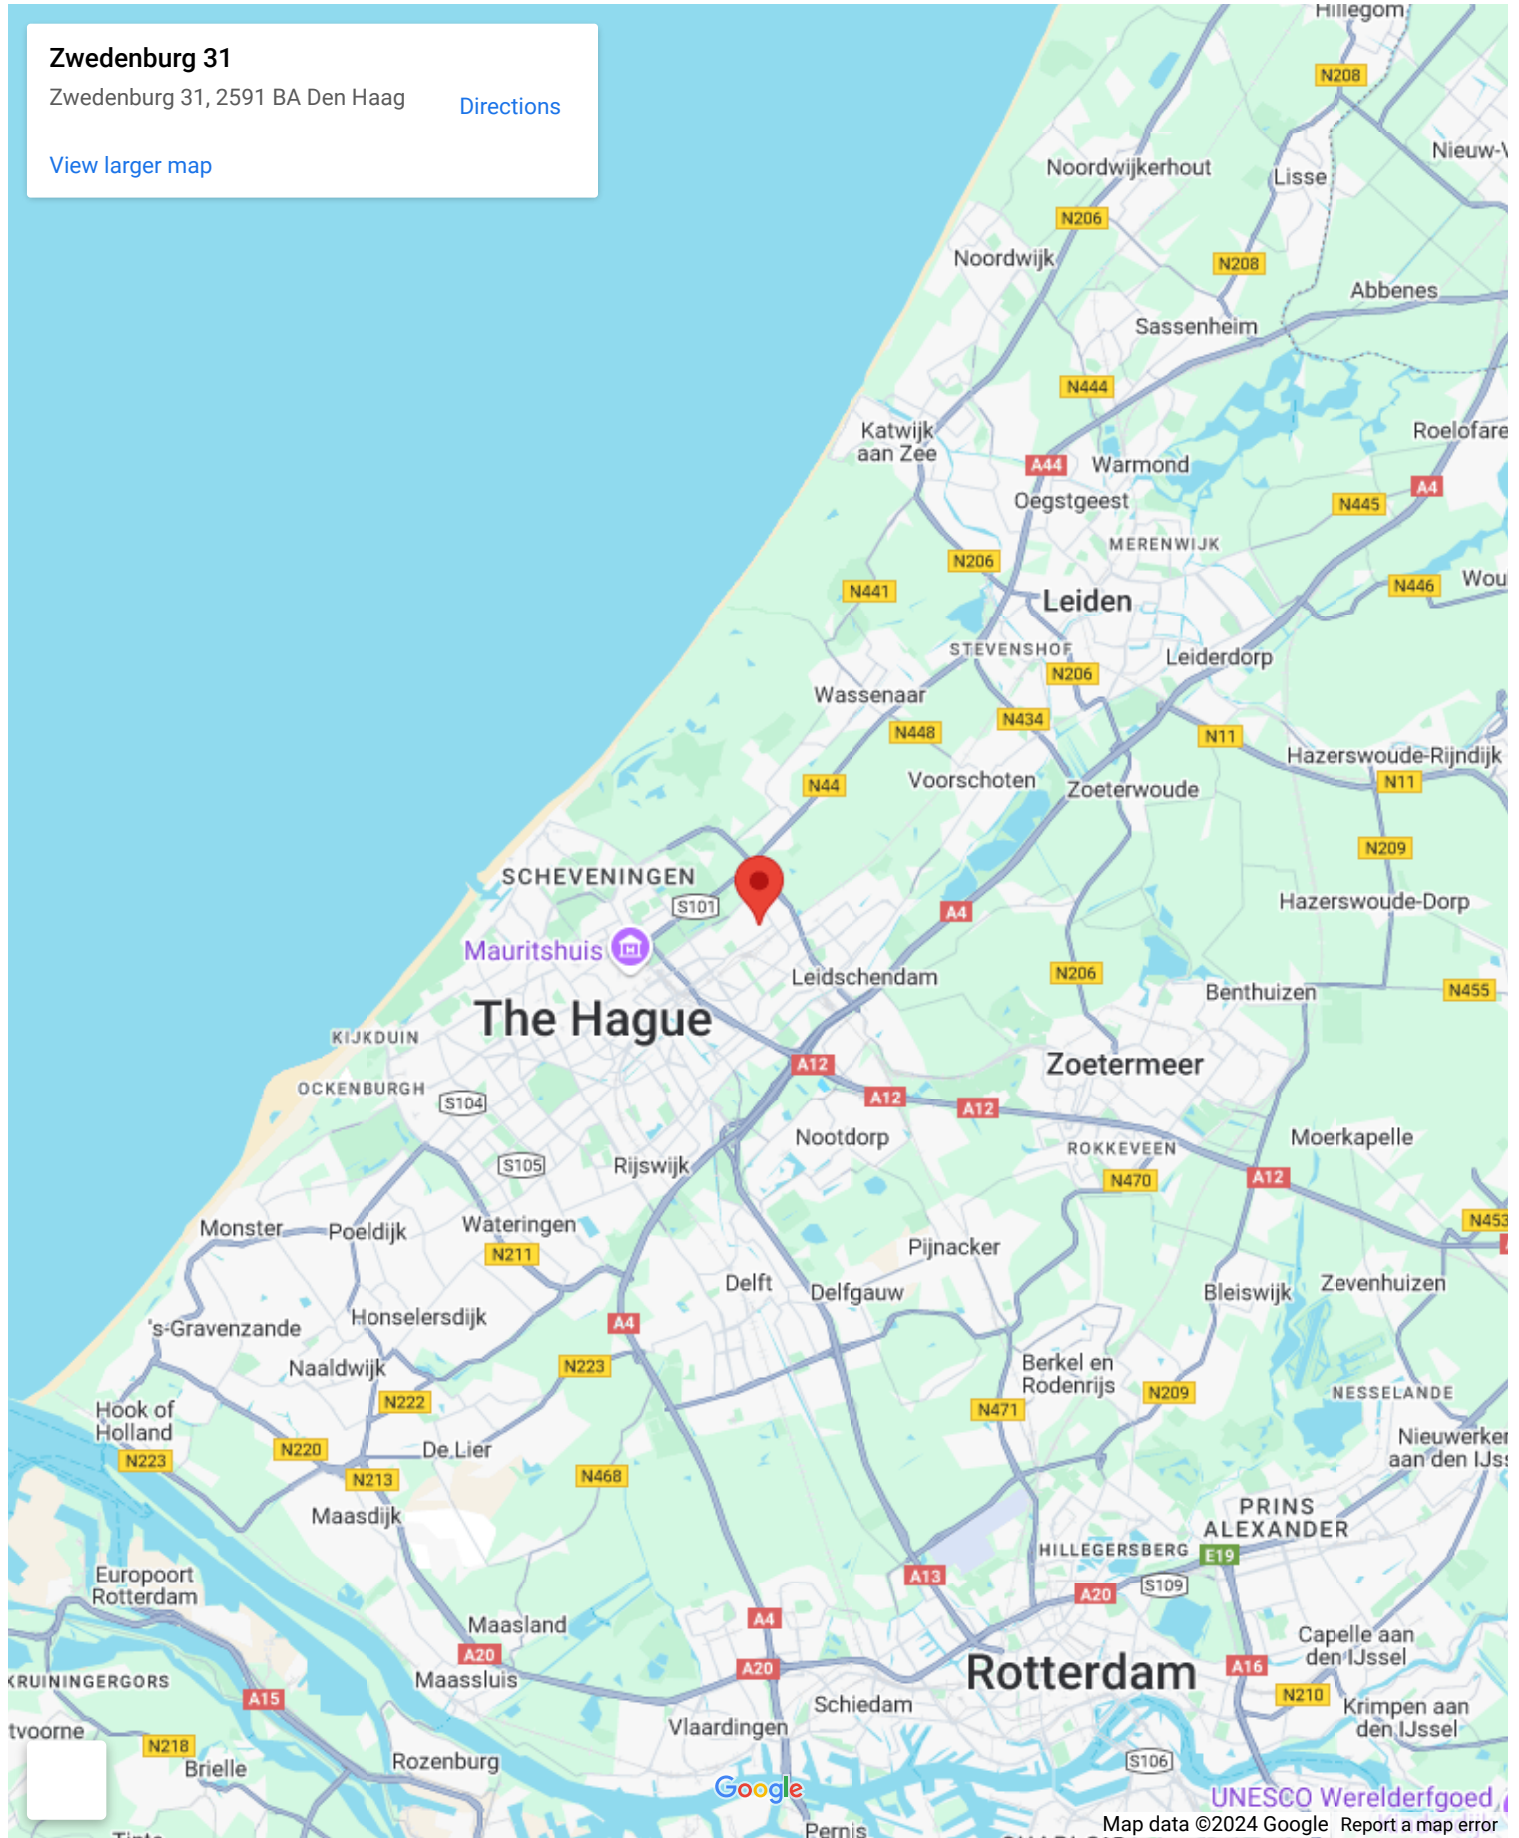 Zwedenburg 31
Zwedenburg 31, 2591 BA Den Haag
Directions
View larger map
Hillegom
N208
Noordwijkerhout
Lisse
N206
Noordwijk
N208
Abbenes
Sassenheim
N444
Katwijk
aan Zee
Roelofare
A44
Warmond
A4
Oegstgeest
N445
MERENWIJK
N206
N441
N446
Wou
Leiden
STEVENSHOF
Leiderdorp
N206
Wassenaar
N434
N448
N11
Hazerswoude-Rijndijk
N44
Voorschoten
Zoeterwoude
N11
N209
SCHEVENINGEN
S101
A4
Hazerswoude-Dorp
Mauritshuis
Leidschendam
N206
Benthuizen
N455
The Hague
KIJKDUIN
A12
Zoetermeer
OCKENBURGH
S104
A12
A12
Nootdorp
Moerkapelle
ROKKEVEEN
S105
Rijswijk
N470
A12
Monster
Poeldijk
Wateringen
N453
N211
Pijnacker
Delft
Delfgauw
Bleiswijk
Zevenhuizen
's-Gravenzande
Honselersdijk
A4
Naaldwijk
N223
Berkel en
Rodenrijs
N209
NESSELANDE
N222
Hook of
Holland
N471
N223
N220
De Lier
Nieuwerker
aan den IJss
N213
N468
Maasdijk
PRINS
ALEXANDER
HILLEGERSBERG
E19
Europoort
Rotterdam
A13
S109
A20
Maasland
A4
A20
Capelle aan
den IJssel
KRUININGERGORS
Maassluis
A20
Rotterdam
A16
A15
N210
Schiedam
Krimpen aan
den IJssel
tvoorne
Vlaardingen
N218
Brielle
Rozenburg
S106
Google
UNESCO Werelderfgoed
Pernis
Map data ©2024 Google
Report a map error